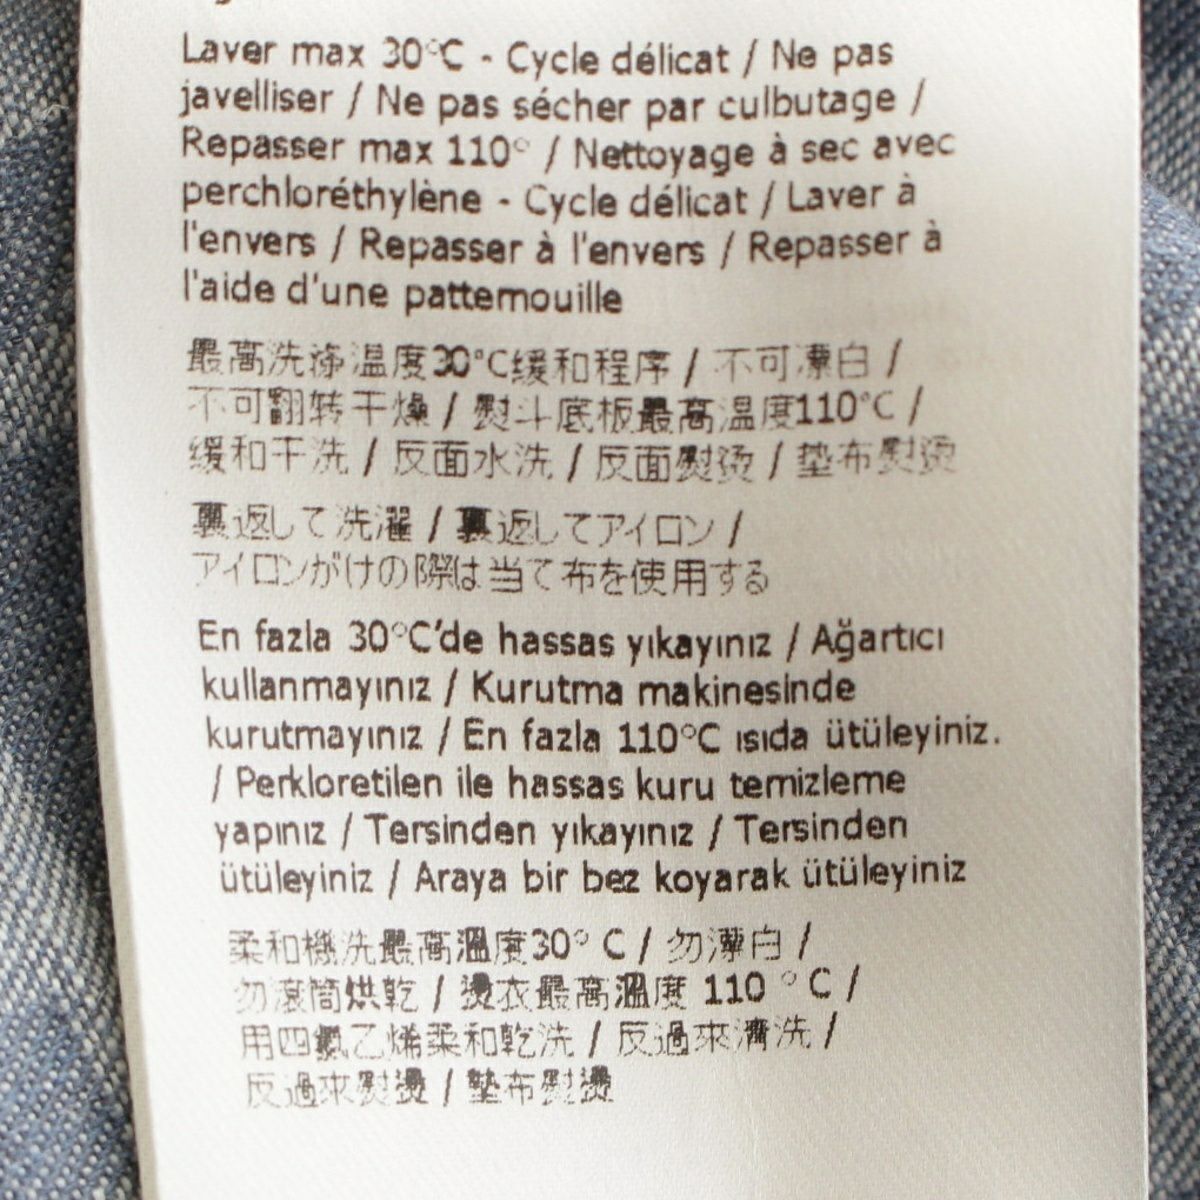 Laver max 30°C - Cycle délicat / Ne pas
javelliser / Ne pas sécher par culbutage /
Repasser max 110° / Nettoyage à sec avec
perchloréthylène - Cycle délicat / Laver à
l'envers / Repasser à l'envers / Repasser à
l'aide d'une pattemouille
最高洗涤温度30°C缓和程序 / 不可漂白 /
不可翻转干燥 / 熨斗底板最高温度110°C /
缓和干洗 / 反面水洗 / 反面熨烫 / 垫布熨烫
裏返して洗濯 / 裏返してアイロン /
アイロンがけの際は当て布を使用する
En fazla 30°C’de hassas yıkayınız / Ağartıcı
kullanmayınız / Kurutma makinesinde
kurutmayınız / En fazla 110°C ısıda ütüleyiniz.
/ Perkloretilen ile hassas kuru temizleme
yapınız / Tersinden yıkayınız / Tersinden
ütüleyiniz / Araya bir bez koyarak ütüleyiniz
柔和機洗最高溫度30° C / 勿漂白 /
勿滾筒烘乾 / 燙衣最高溫度 110 ° C /
用四氯乙烯柔和乾洗 / 反過來清洗 /
反過來熨燙 / 墊布熨燙